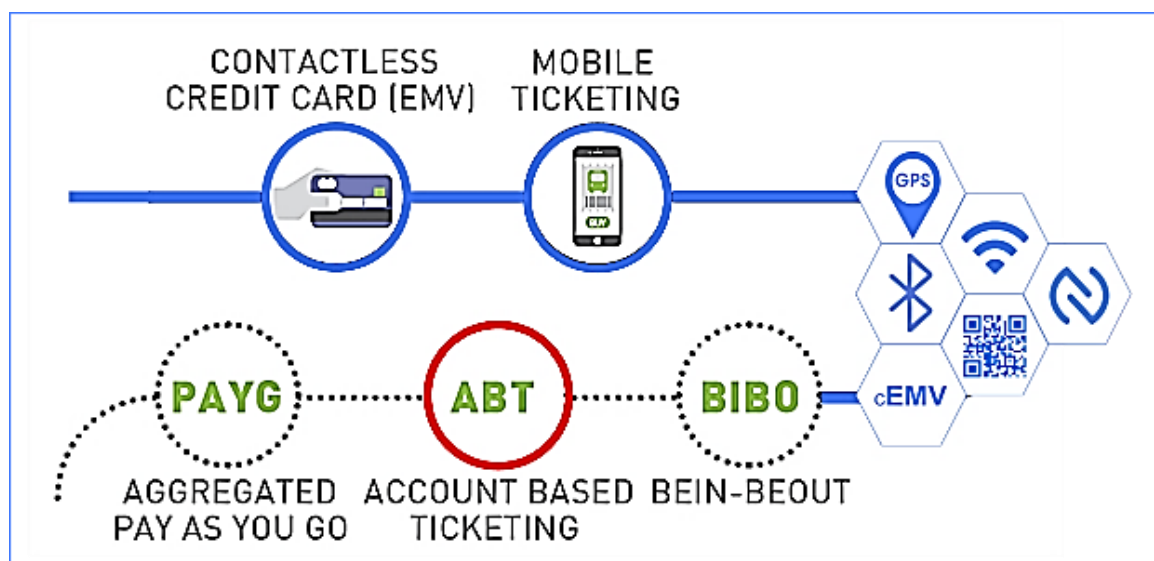 CONTACTLESS
CREDIT CARD (EMV)
MOBILE
TICKETING
BUY
GPS
PAYG
ABT
BIBO
cEMV
AGGREGATED
PAY AS YOU GO
ACCOUNT BASED
TICKETING
BEIN-BEOUT